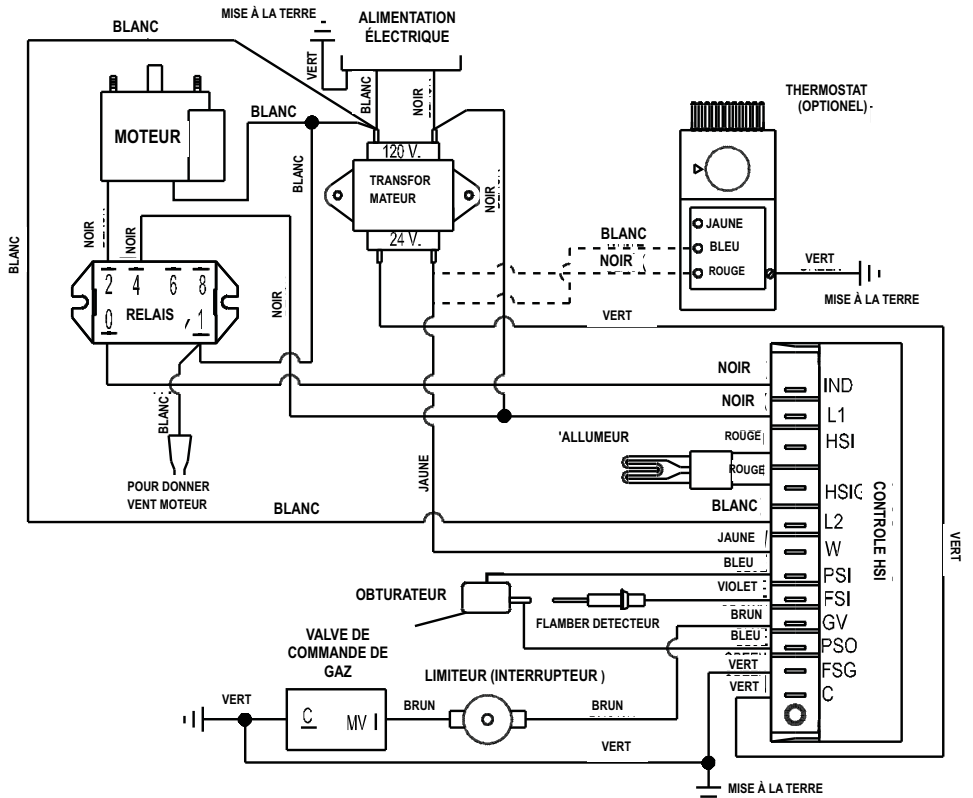 MISE À LA TERRE
ALIMENTATION
ÉLECTRIQUE
BLANC
VERT
BLANC
NOIR
THERMOSTAT
(OPTIONEL) -
MOTEUR
BLANC
120 V.
TRANSFOR
MATEUR
24 V.
BLANC
NOIR
JAUNE
BLEU
ROUGE
BLANC
NOIR
VERT
MISE À LA TERRE
BLANC
NOIR
NOIR
2 4 6 8
RELAIS
0 1
NOIR
VERT
BLANC
POUR DONNER
VENT MOTEUR
NOIR
IND
NOIR
L1
'ALLUMEUR
ROUGE
HSI
ROUGE
HSIG
JAUNE
BLANC
BLANC
L2
JAUNE
W
CONTROLE HSI
VERT
BLEU
PSI
OBTURATEUR
VIOLET
FSI
FLAMBER DETECTEUR
BRUN
GV
BLEU
PSO
VALVE DE
COMMANDE DE
GAZ
VERT
FSG
LIMITEUR (INTERRUPTEUR )
VERT
C
VERT
C
MV I
BRUN
BRUN
VERT
MISE À LA TERRE